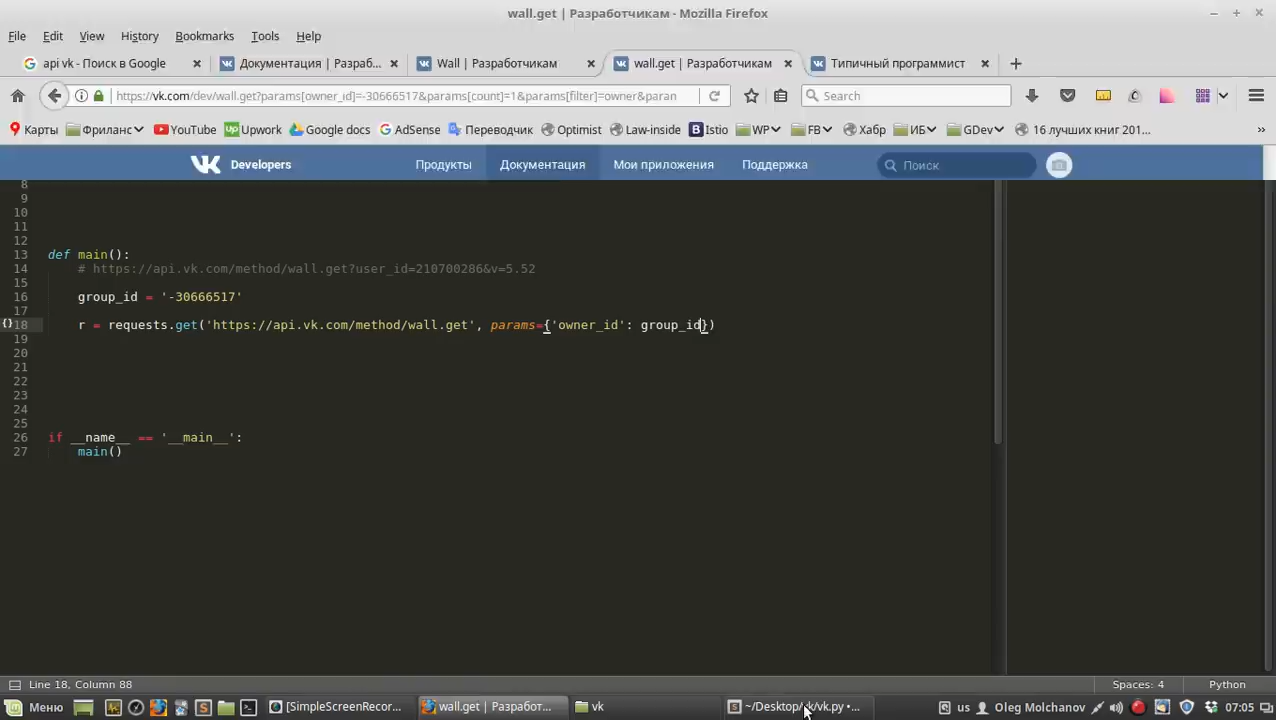 wall.get | Разработчикам - Mozilla Firefox
File Edit View History Bookmarks Tools Help
api vk - Поиск в Google Документация | Разраб... Wall | Разработчикам wall.get | Разработчикам Типичный программист
https://vk.com/dev/wall.get?params[owner_id]=-30666517&params[count]=1&params[filter]=owner&paran Search
Карты Фриланс YouTube Upwork Google docs AdSense Переводчик Optimist Law-inside Istio WP FB Хабр ИБ GDev 16 лучших книг 201... »
Developers Продукты Документация Мои приложения Поддержка Поиск
8
9
10
11
12
13 def main():
14 # https://api.vk.com/method/wall.get?user_id=210700286&v=5.52
15
16 group_id = '-30666517'
17
18 r = requests.get('https://api.vk.com/method/wall.get', params={'owner_id': group_id})
19
20
21
22
23
24
25
26 if __name__ == '__main__':
27 main()
Line 18, Column 88 Spaces: 4 Python
Меню [SimpleScreenRecor... wall.get | Разработ... vk ~/Desktop/vk/vk.py •... us Oleg Molchanov 07:05